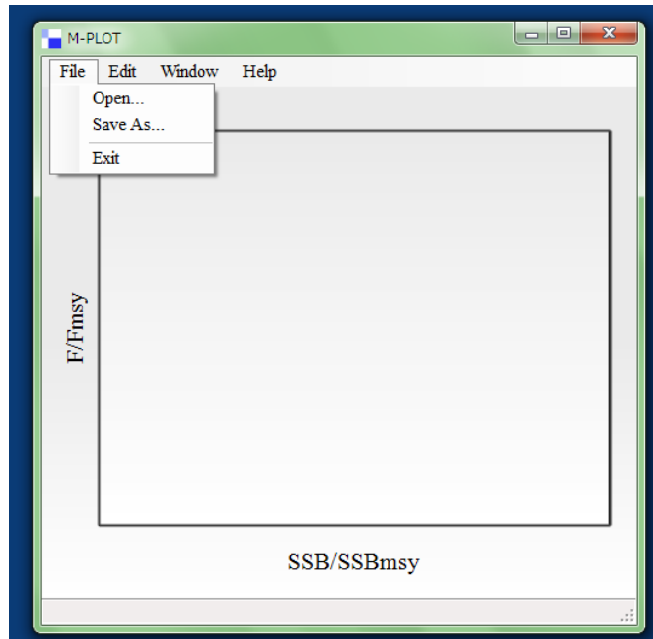 M-PLOT
File Edit Window Help
Open...
Save As...
Exit
F/Fmsy
SSB/SSBmsy